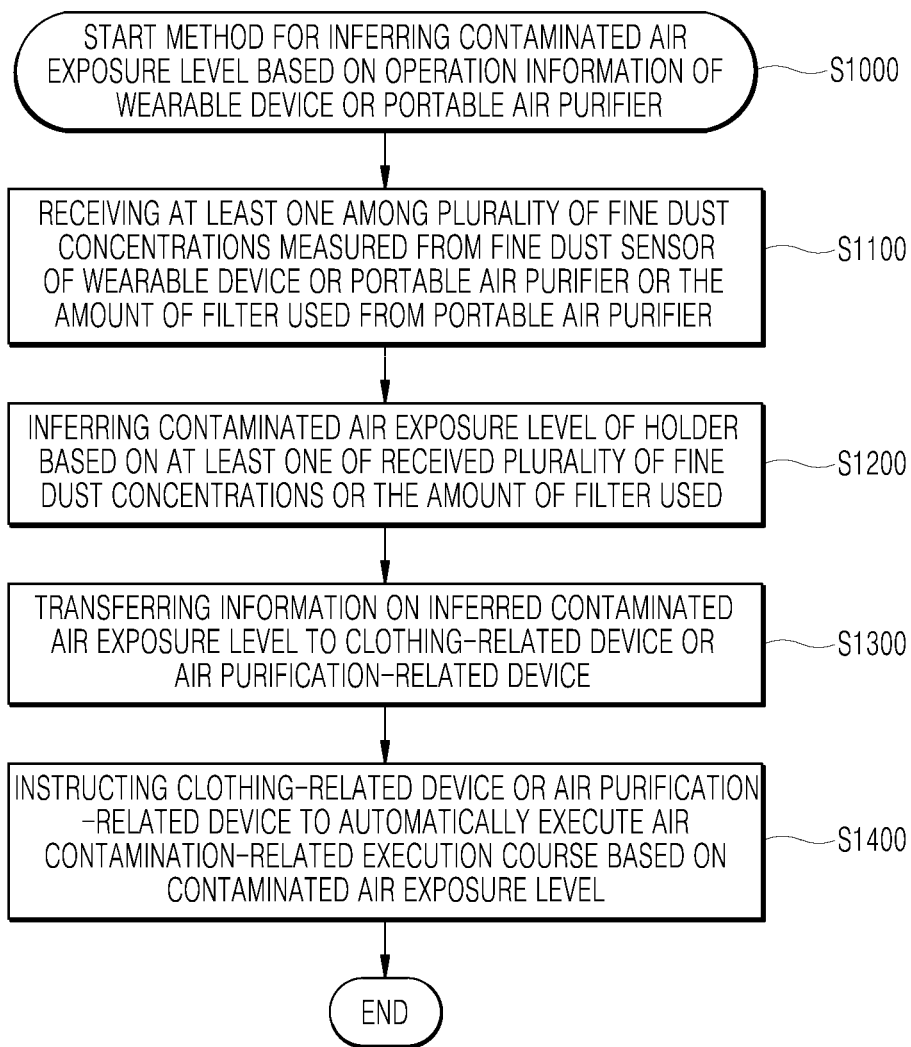 START METHOD FOR INFERRING CONTAMINATED AIR
EXPOSURE LEVEL BASED ON OPERATION INFORMATION OF
WEARABLE DEVICE OR PORTABLE AIR PURIFIER
S1000
RECEIVING AT LEAST ONE AMONG PLURALITY OF FINE DUST
CONCENTRATIONS MEASURED FROM FINE DUST SENSOR
OF WEARABLE DEVICE OR PORTABLE AIR PURIFIER OR THE
AMOUNT OF FILTER USED FROM PORTABLE AIR PURIFIER
S1100
INFERRING CONTAMINATED AIR EXPOSURE LEVEL OF HOLDER
BASED ON AT LEAST ONE OF RECEIVED PLURALITY OF FINE
DUST CONCENTRATIONS OR THE AMOUNT OF FILTER USED
S1200
TRANSFERRING INFORMATION ON INFERRED CONTAMINATED
AIR EXPOSURE LEVEL TO CLOTHING-RELATED DEVICE OR
AIR PURIFICATION-RELATED DEVICE
S1300
INSTRUCTING CLOTHING-RELATED DEVICE OR AIR PURIFICATION
-RELATED DEVICE TO AUTOMATICALLY EXECUTE AIR
CONTAMINATION-RELATED EXECUTION COURSE BASED ON
CONTAMINATED AIR EXPOSURE LEVEL
S1400
END